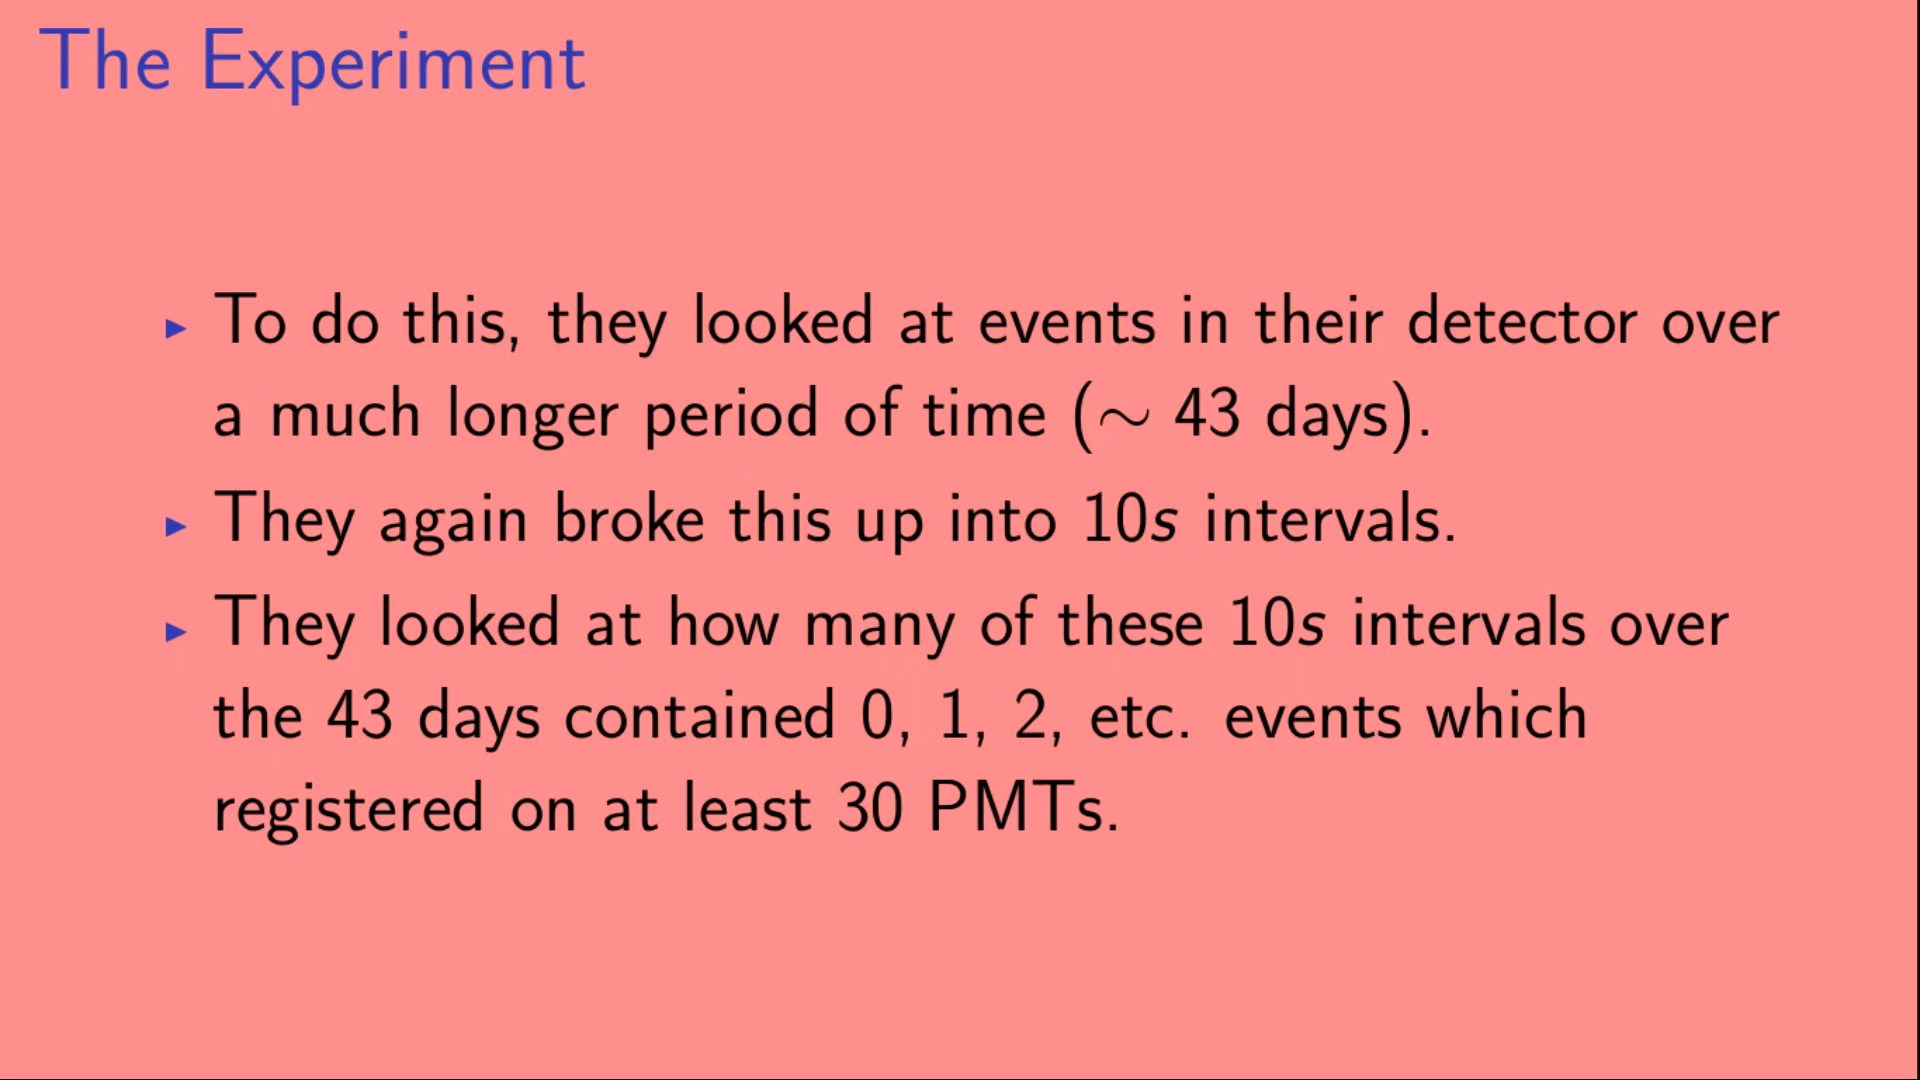 The Experiment
▶ To do this, they looked at events in their detector over
a much longer period of time (∼ 43 days).
▶ They again broke this up into 10s intervals.
▶ They looked at how many of these 10s intervals over
the 43 days contained 0, 1, 2, etc. events which
registered on at least 30 PMTs.